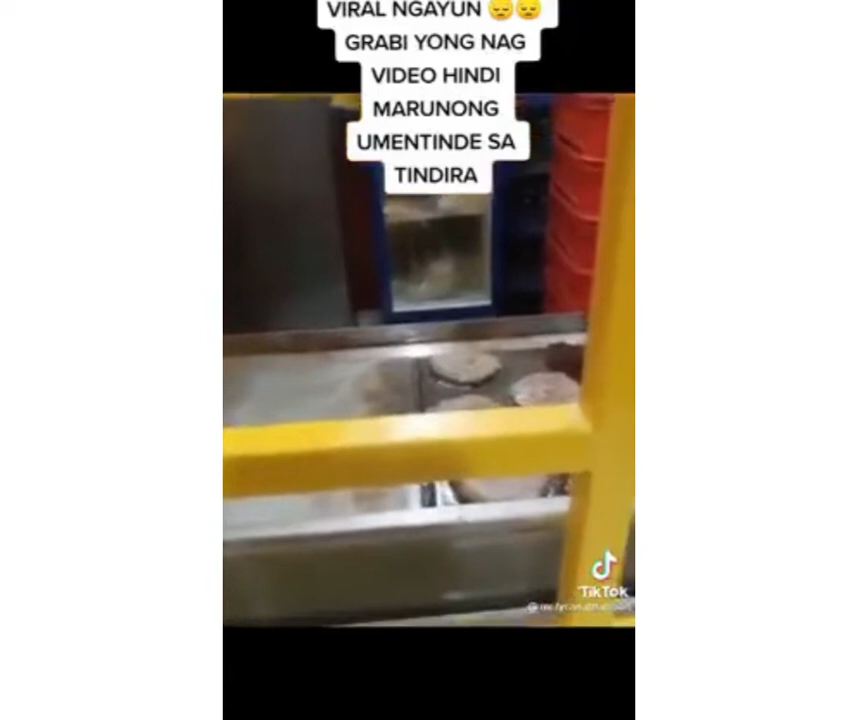 VIRAL NGAYUN 😔😔
GRABI YONG NAG
VIDEO HINDI
MARUNONG
UMENTINDE SA
TINDIRA
TikTok